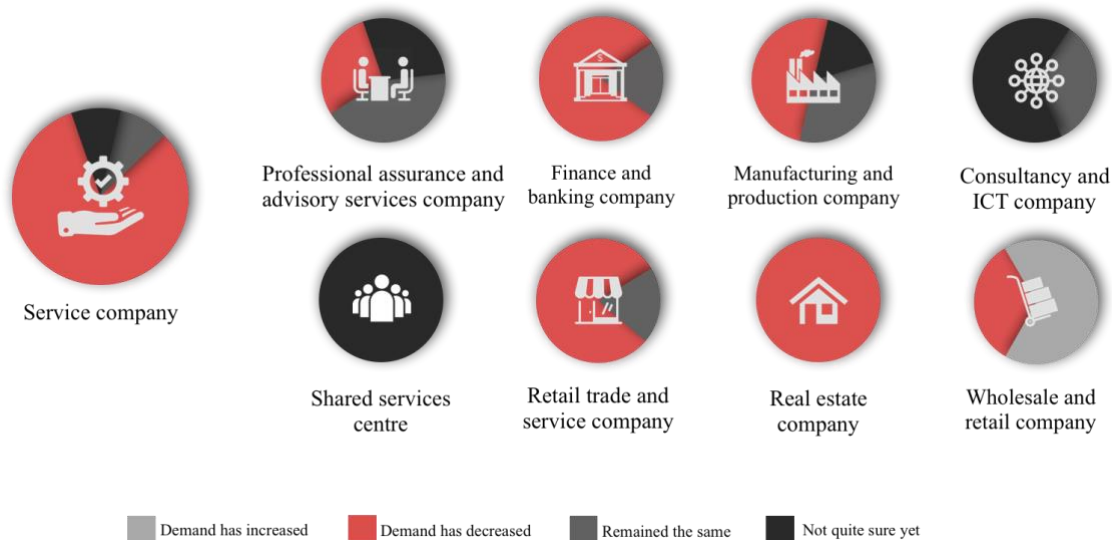 Service company
Professional assurance and
advisory services company
Finance and
banking company
Manufacturing and
production company
Consultancy and
ICT company
Shared services
centre
Retail trade and
service company
Real estate
company
Wholesale and
retail company
Demand has increased
Demand has decreased
Remained the same
Not quite sure yet